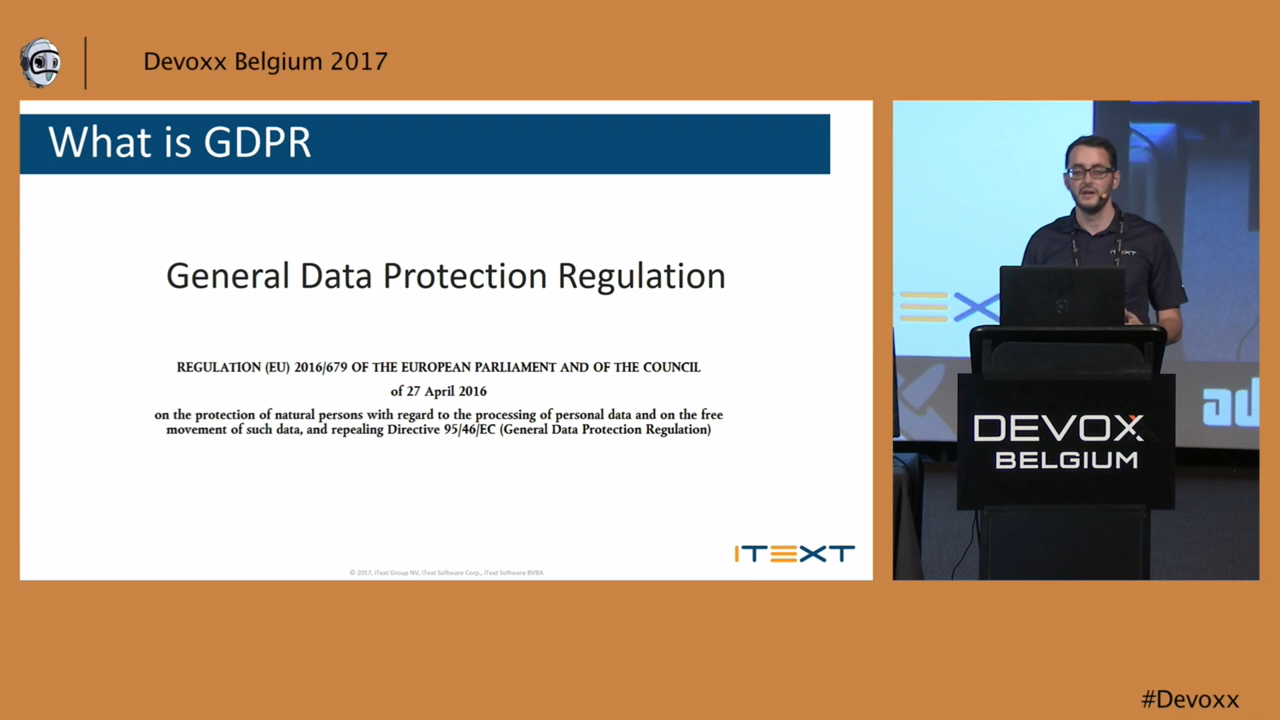 Devoxx Belgium 2017
What is GDPR
General Data Protection Regulation
REGULATION (EU) 2016/679 OF THE EUROPEAN PARLIAMENT AND OF THE COUNCIL
of 27 April 2016
on the protection of natural persons with regard to the processing of personal data and on the free
movement of such data, and repealing Directive 95/46/EC (General Data Protection Regulation)
ITEXT
© 2017, iText Group NV, iText Software Corp., iText Software BVBA
ITEXT
EX
ad
DEVOXX
BELGIUM
#Devoxx